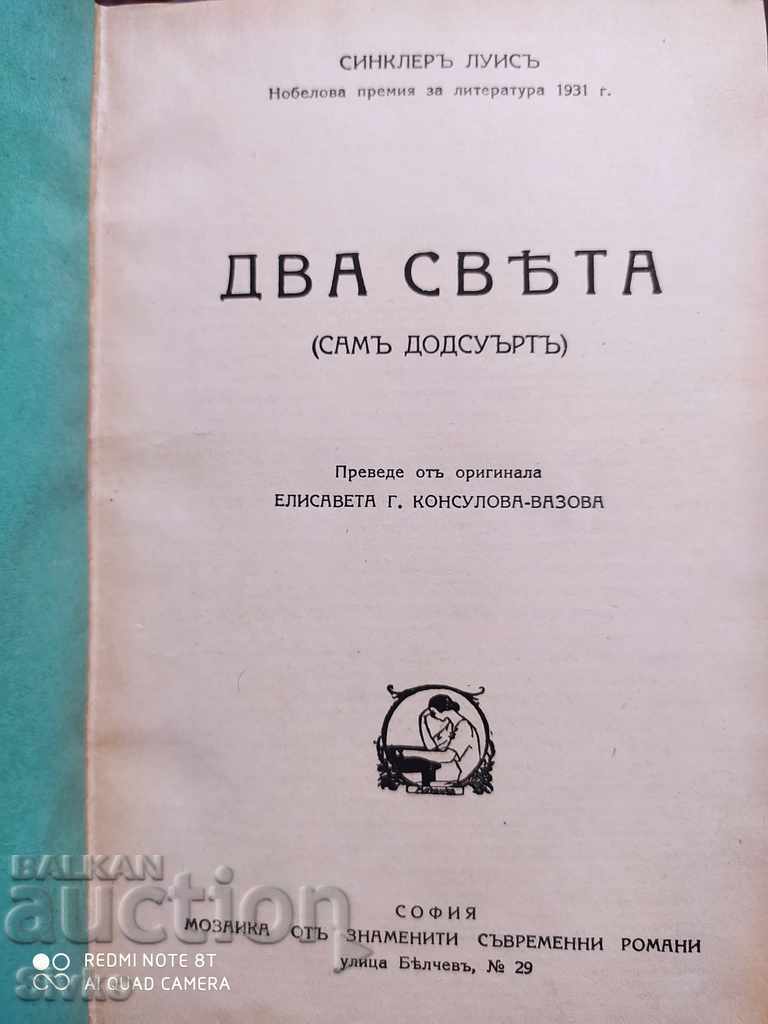 СИНКЛЕРЪ ЛУИСЪ
Нобелова премия за литература 1931 г.
ДВА СВѢТА
(САМЪ ДОДСУЪРТЪ)
Преведе отъ оригинала
ЕЛИСАВЕТА Г. КОНСУЛОВА-ВАЗОВА
СОФИЯ
МОЗАИКА ОТЪ ЗНАМЕНИТИ СЪВРЕМЕННИ РОМАНИ
улица Бѣлчевъ, № 29
BALKAN
auction
REDMI NOTE 8T
AI QUAD CAMERA